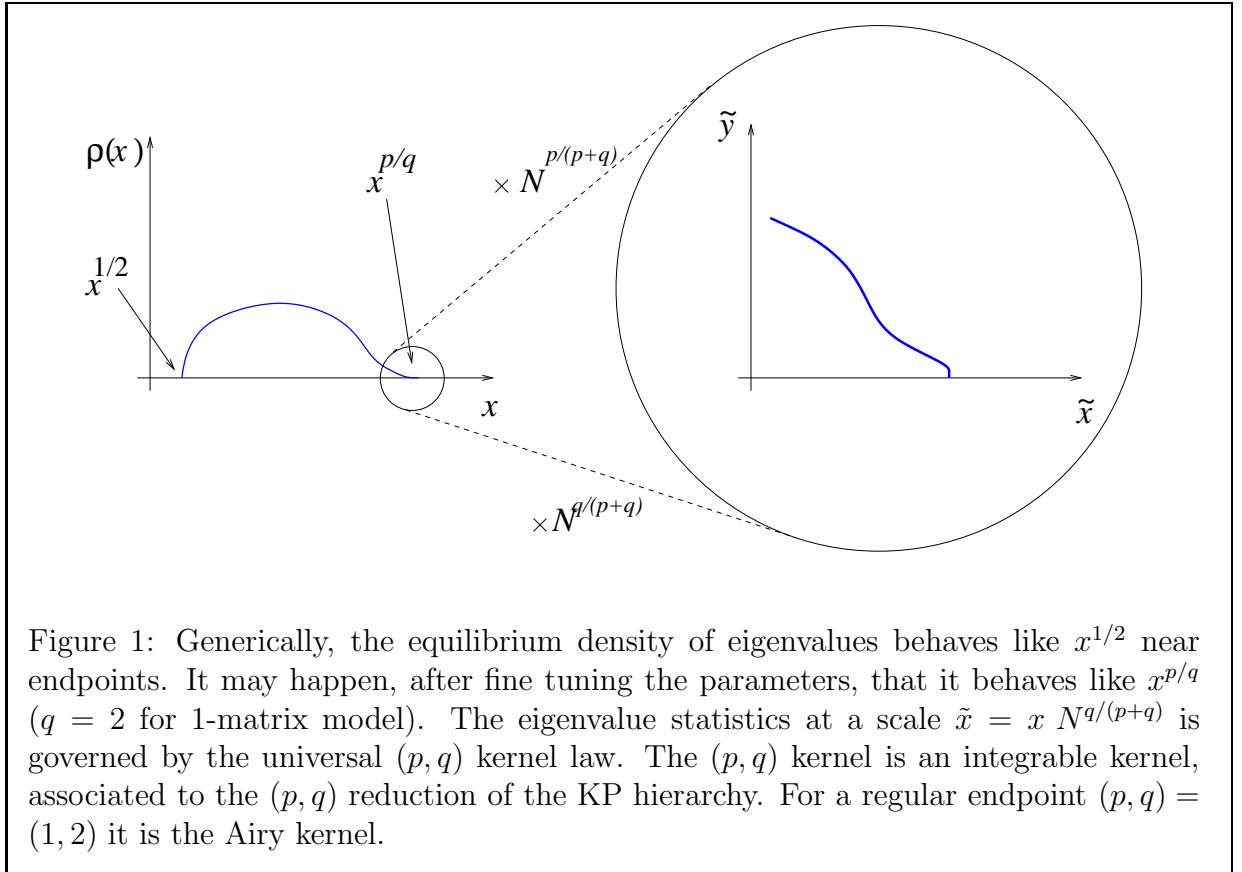 ρ(x)
x^{p/q}
× N^{p/(p+q)}
ỹ
x^{1/2}
x
x̃
×N^{q/(p+q)}
Figure 1: Generically, the equilibrium density of eigenvalues behaves like x^{1/2} near
endpoints. It may happen, after fine tuning the parameters, that it behaves like x^{p/q}
(q = 2 for 1-matrix model). The eigenvalue statistics at a scale x̃ = x N^{q/(p+q)} is
governed by the universal (p, q) kernel law. The (p, q) kernel is an integrable kernel,
associated to the (p, q) reduction of the KP hierarchy. For a regular endpoint (p, q) =
(1, 2) it is the Airy kernel.